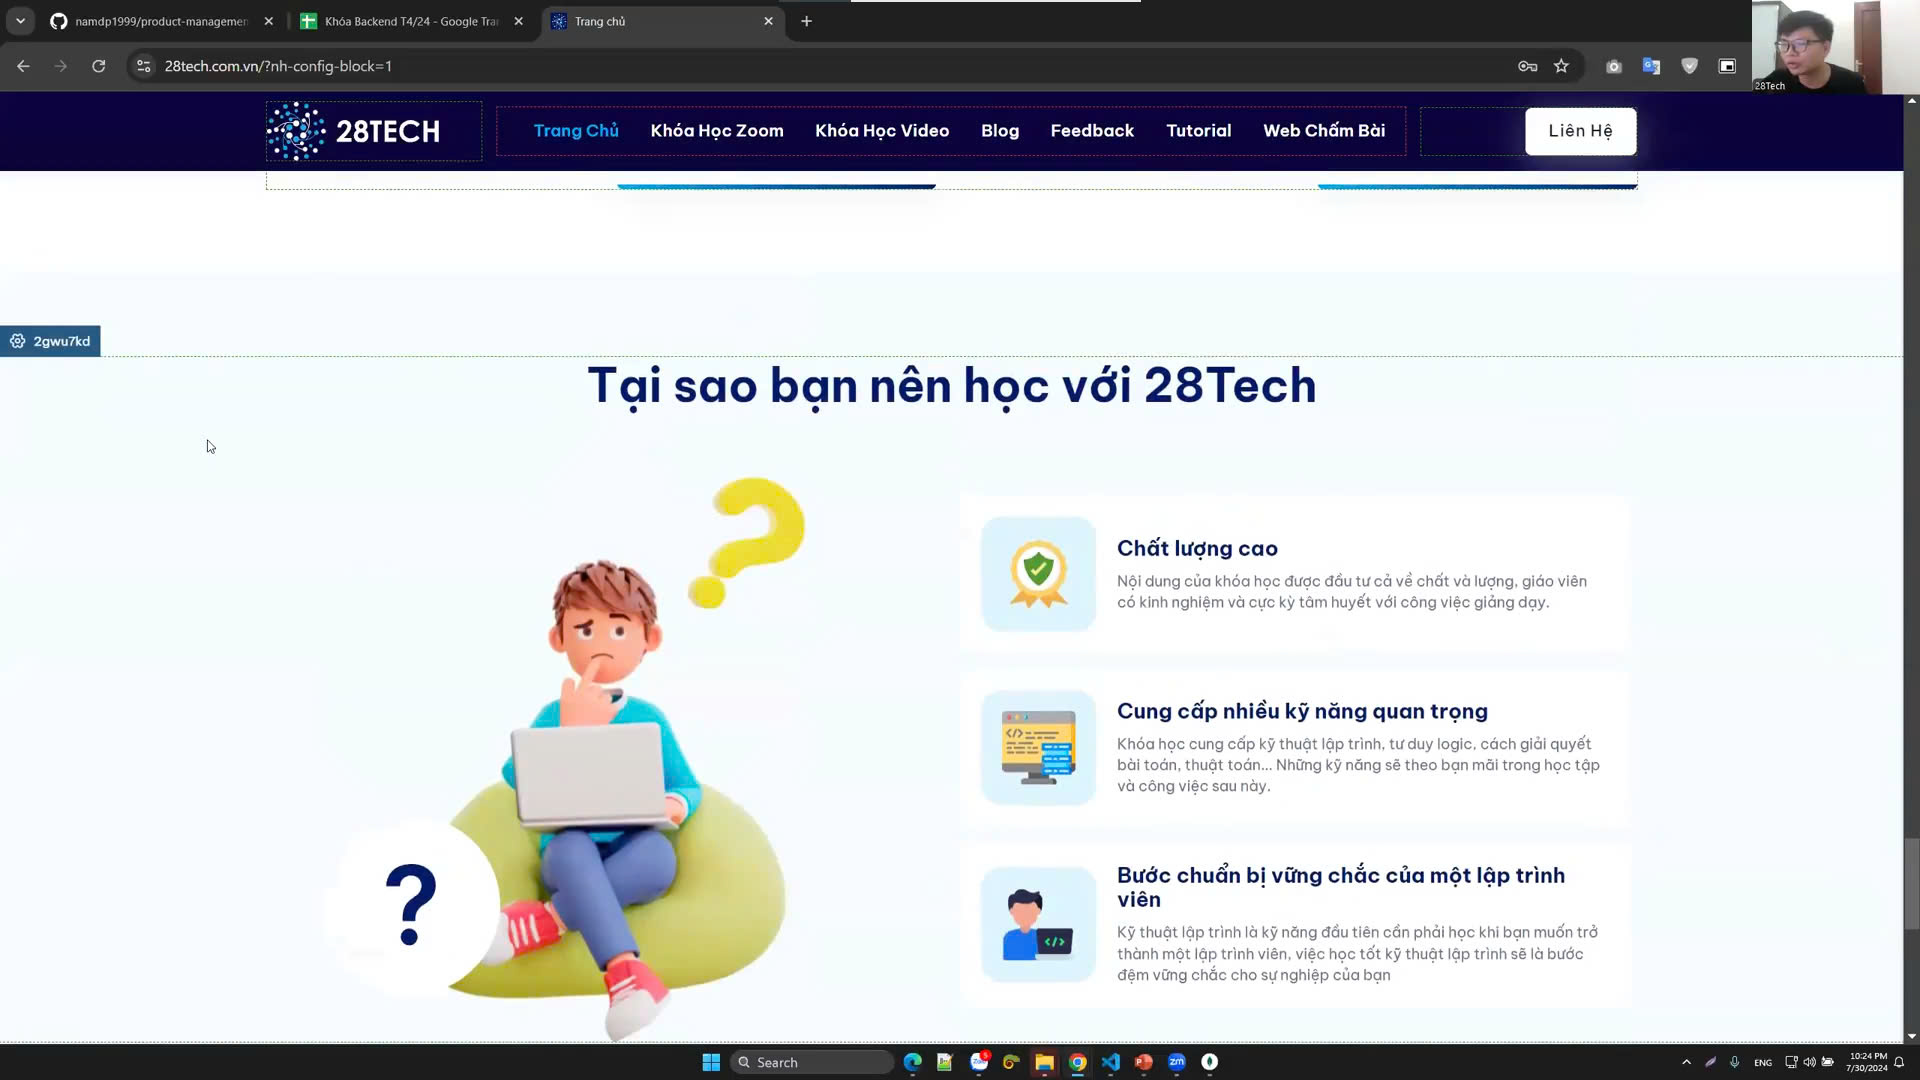 namdp1999/product-managemen
Khóa Backend T4/24 - Google Tra
Trang chủ
28tech.com.vn/?nh-config-block=1
28Tech
28TECH
Trang Chủ
Khóa Học Zoom
Khóa Học Video
Blog
Feedback
Tutorial
Web Chấm Bài
Liên Hệ
2gwu7kd
Tại sao bạn nên học với 28Tech
Chất lượng cao
Nội dung của khóa học được đầu tư cả về chất và lượng, giáo viên
có kinh nghiệm và cực kỳ tâm huyết với công việc giảng dạy.
Cung cấp nhiều kỹ năng quan trọng
Khóa học cung cấp kỹ thuật lập trình, tư duy logic, cách giải quyết
bài toán, thuật toán... Những kỹ năng sẽ theo bạn mãi trong học tập
và công việc sau này.
Bước chuẩn bị vững chắc của một lập trình
viên
Kỹ thuật lập trình là kỹ năng đầu tiên cần phải học khi bạn muốn trở
thành một lập trình viên, việc học tốt kỹ thuật lập trình sẽ là bước
đệm vững chắc cho sự nghiệp của bạn
?
Search
ENG
10:24 PM
7/30/2024